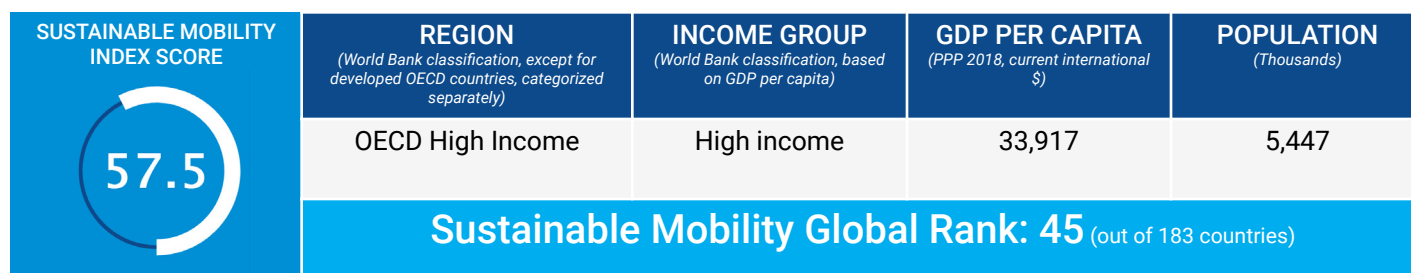 SUSTAINABLE MOBILITY
INDEX SCORE
57.5
REGION
(World Bank classification, except for
developed OECD countries, categorized
separately)
INCOME GROUP
(World Bank classification, based
on GDP per capita)
GDP PER CAPITA
(PPP 2018, current international
$)
POPULATION
(Thousands)
OECD High Income
High income
33,917
5,447
Sustainable Mobility Global Rank: 45 (out of 183 countries)